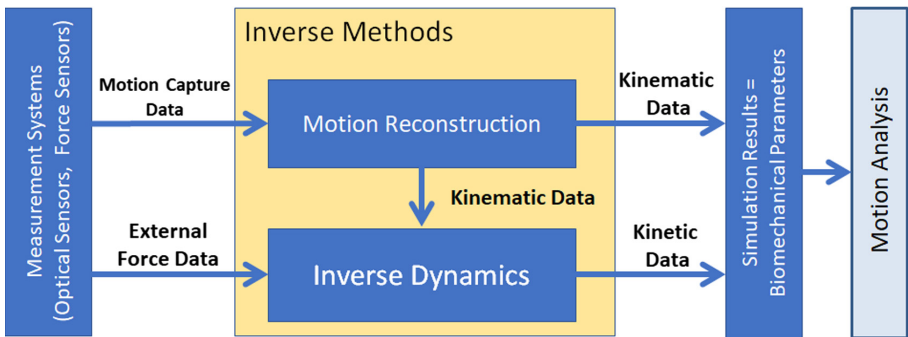 Measurement Systems
(Optical Sensors, Force Sensors)
Motion Capture
Data
External
Force Data
Inverse Methods
Motion Reconstruction
Kinematic Data
Inverse Dynamics
Kinematic
Data
Kinetic
Data
Simulation Results =
Biomechanical Parameters
Motion Analysis